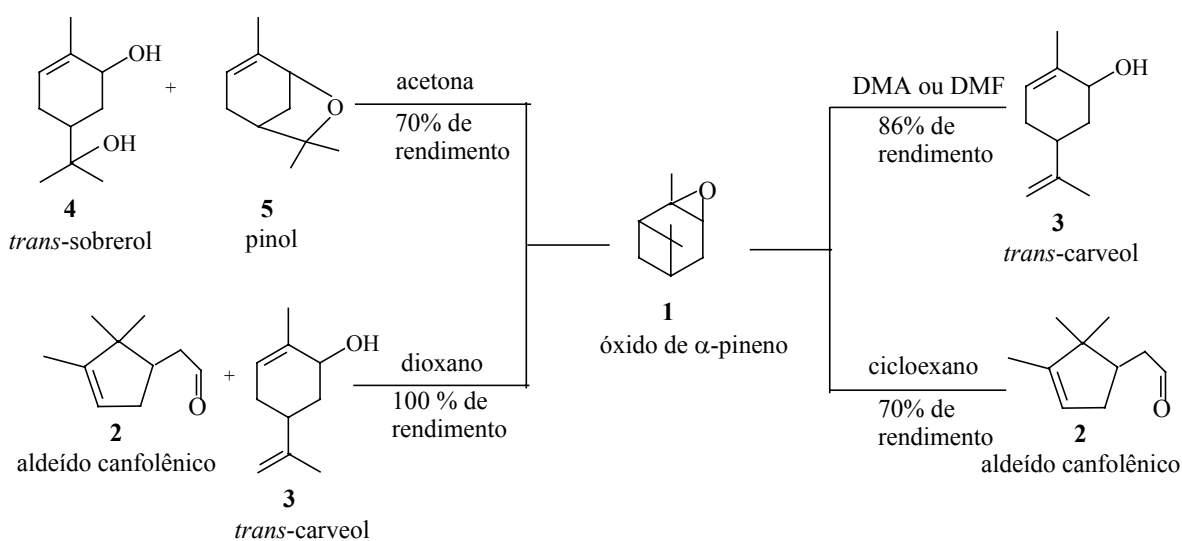 OH
+
OH
O
4
trans-sobrerol
5
pinol
acetona
70% de
rendimento
O
2
aldeído canfolênico
+
OH
3
trans-carveol
dioxano
100 % de
rendimento
O
1
óxido de α-pineno
DMA ou DMF
86% de
rendimento
OH
3
trans-carveol
cicloexano
70% de
rendimento
O
2
aldeído canfolênico